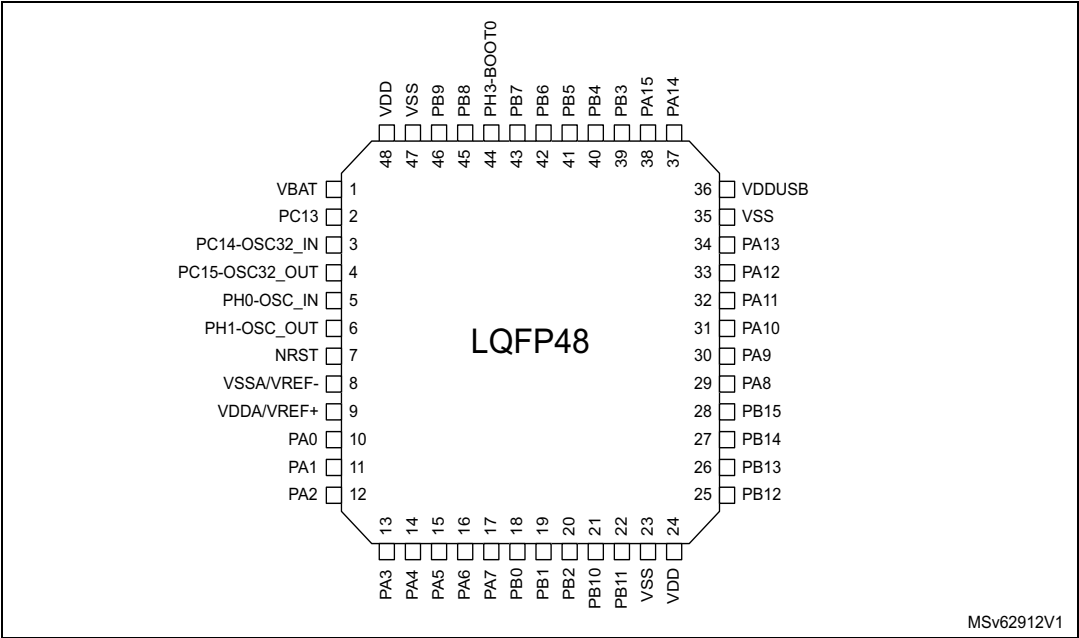 VDD
VSS
PB9
PB8
PH3-BOOT0
PB7
PB6
PB5
PB4
PB3
PA15
PA14
48
47
46
45
44
43
42
41
40
39
38
37
VBAT 1
PC13 2
PC14-OSC32_IN 3
PC15-OSC32_OUT 4
PH0-OSC_IN 5
PH1-OSC_OUT 6
NRST 7
VSSA/VREF- 8
VDDA/VREF+ 9
PA0 10
PA1 11
PA2 12
LQFP48
36 VDDUSB
35 VSS
34 PA13
33 PA12
32 PA11
31 PA10
30 PA9
29 PA8
28 PB15
27 PB14
26 PB13
25 PB12
13
14
15
16
17
18
19
20
21
22
23
24
PA3
PA4
PA5
PA6
PA7
PB0
PB1
PB2
PB10
PB11
VSS
VDD
MSv62912V1